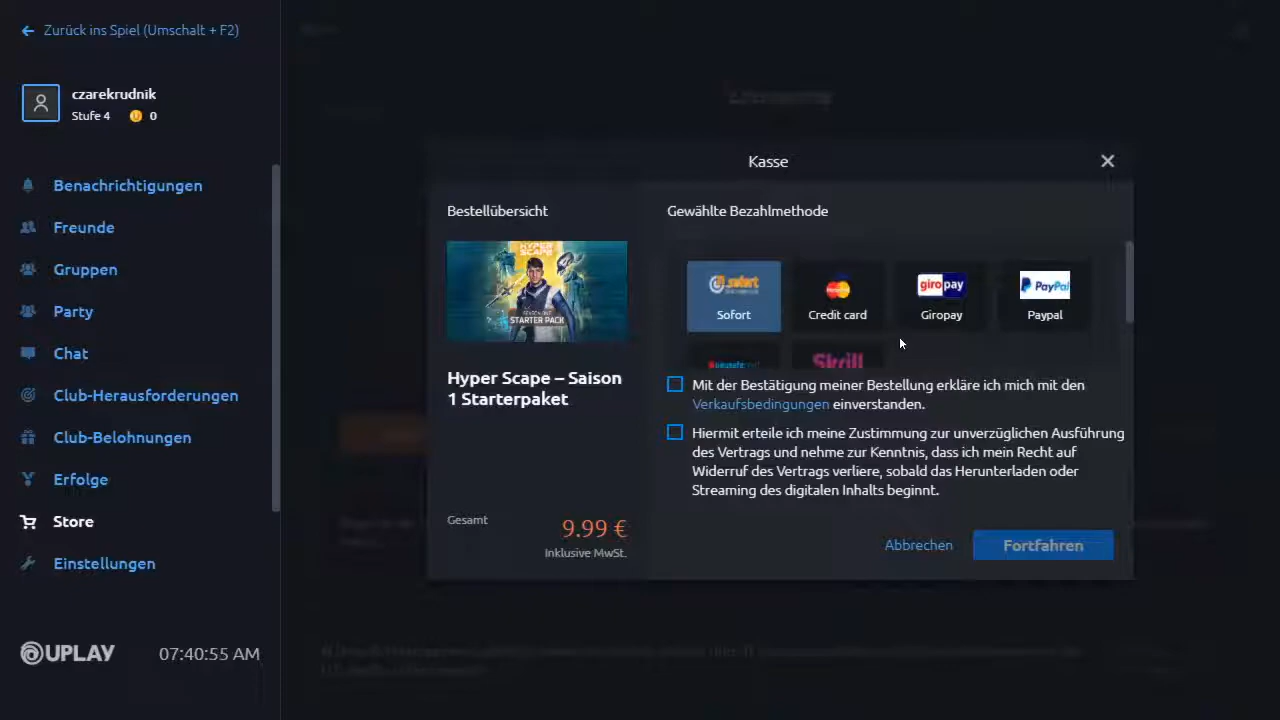 Zurück ins Spiel (Umschalt + F2)
czarekrudnik
Stufe 4 0
Benachrichtigungen
Freunde
Gruppen
Party
Chat
Club-Herausforderungen
Club-Belohnungen
Erfolge
Store
Einstellungen
UPLAY 07:40:55 AM
Kasse
Bestellübersicht
HYPER
SCAPE
SEASON ONE
STARTER PACK
Hyper Scape – Saison
1 Starterpaket
Gesamt
9.99 €
Inklusive MwSt.
Gewählte Bezahlmethode
Sofort
Sofort
Credit card
giropay
Giropay
PayPal
Paypal
paysafecard
Skrill
Mit der Bestätigung meiner Bestellung erkläre ich mich mit den
Verkaufsbedingungen einverstanden.
Hiermit erteile ich meine Zustimmung zur unverzüglichen Ausführung
des Vertrags und nehme zur Kenntnis, dass ich mein Recht auf
Widerruf des Vertrags verliere, sobald das Herunterladen oder
Streaming des digitalen Inhalts beginnt.
Abbrechen
Fortfahren